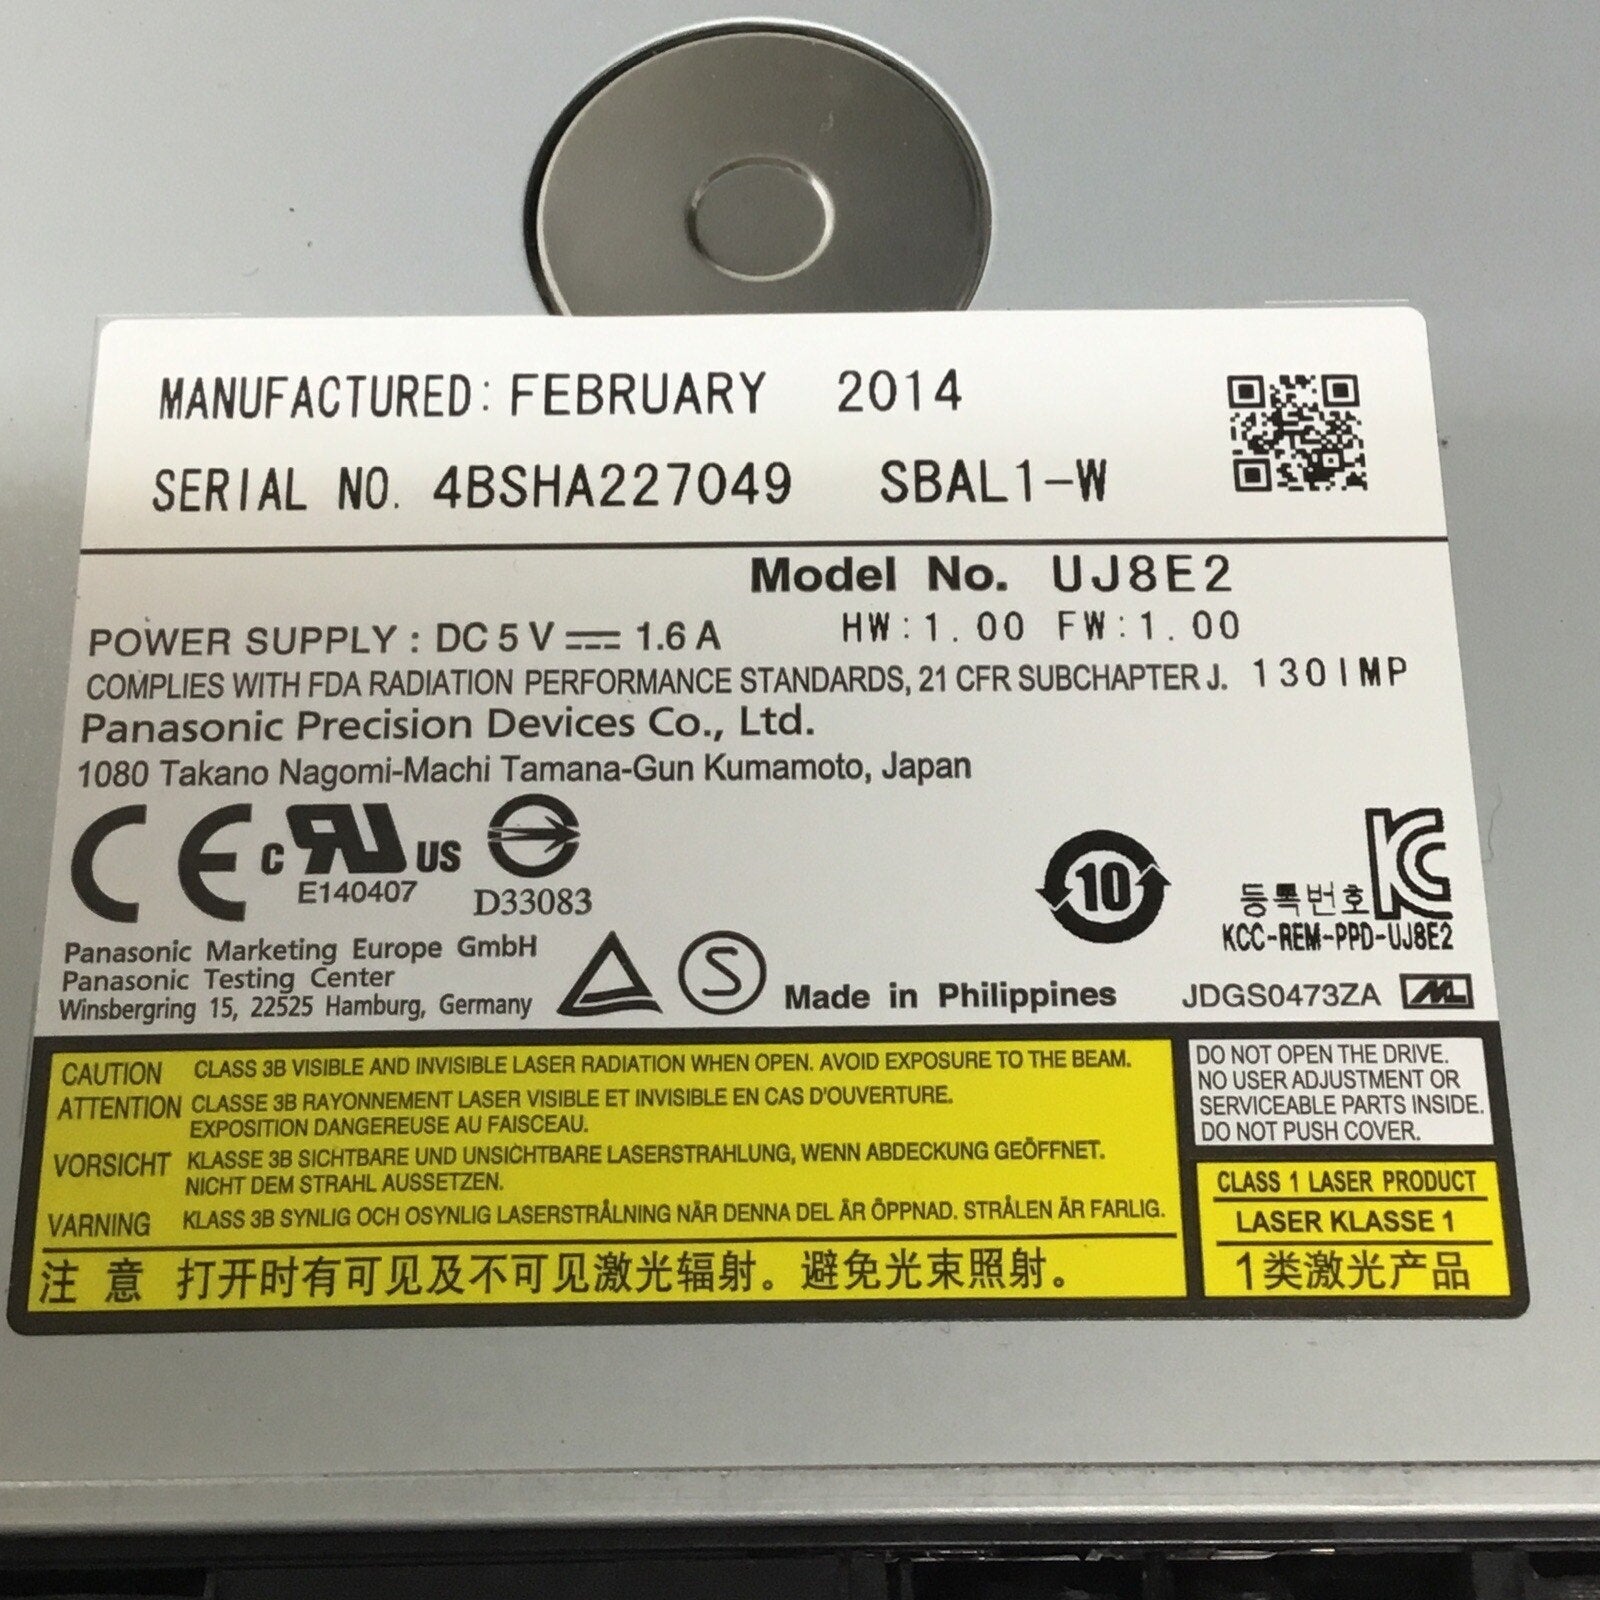 MANUFACTURED: FEBRUARY 2014
SERIAL NO. 4BSHA227049 SBAL1-W
Model No. UJ8E2
POWER SUPPLY : DC 5 V ⎓ 1.6 A HW:1.00 FW:1.00
COMPLIES WITH FDA RADIATION PERFORMANCE STANDARDS, 21 CFR SUBCHAPTER J. 130IMP
Panasonic Precision Devices Co., Ltd.
1080 Takano Nagomi-Machi Tamana-Gun Kumamoto, Japan
CE c RU US
E140407
D33083
10
KC
등록번호
KCC-REM-PPD-UJ8E2
Panasonic Marketing Europe GmbH
Panasonic Testing Center
Winsbergring 15, 22525 Hamburg, Germany
S
Made in Philippines
JDGS0473ZA ML
CAUTION CLASS 3B VISIBLE AND INVISIBLE LASER RADIATION WHEN OPEN. AVOID EXPOSURE TO THE BEAM.
ATTENTION CLASSE 3B RAYONNEMENT LASER VISIBLE ET INVISIBLE EN CAS D'OUVERTURE.
EXPOSITION DANGEREUSE AU FAISCEAU.
VORSICHT KLASSE 3B SICHTBARE UND UNSICHTBARE LASERSTRAHLUNG, WENN ABDECKUNG GEÖFFNET.
NICHT DEM STRAHL AUSSETZEN.
VARNING KLASS 3B SYNLIG OCH OSYNLIG LASERSTRÅLNING NÄR DENNA DEL ÄR ÖPPNAD. STRÅLEN ÄR FARLIG.
注 意 打开时有可见及不可见激光辐射。避免光束照射。
DO NOT OPEN THE DRIVE.
NO USER ADJUSTMENT OR
SERVICEABLE PARTS INSIDE.
DO NOT PUSH COVER.
CLASS 1 LASER PRODUCT
LASER KLASSE 1
1类激光产品